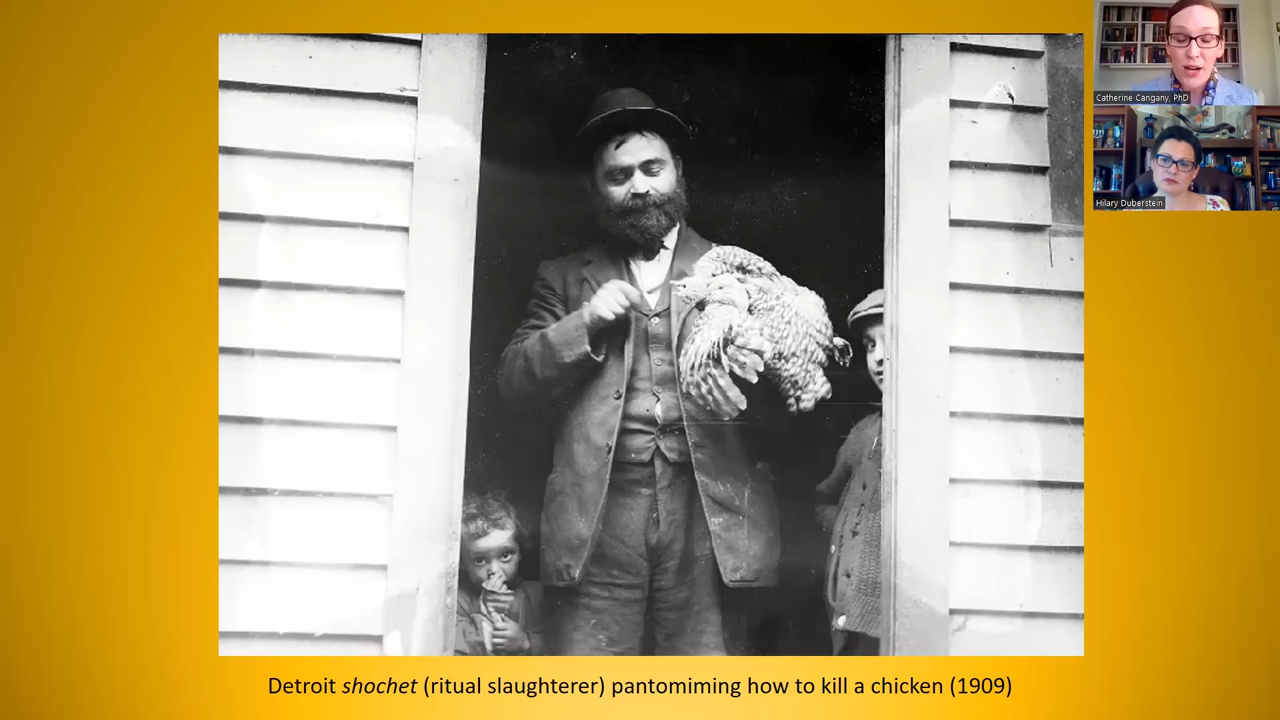 Catherine Cangany, PhD
Hilary Duberstein
Detroit shochet (ritual slaughterer) pantomiming how to kill a chicken (1909)